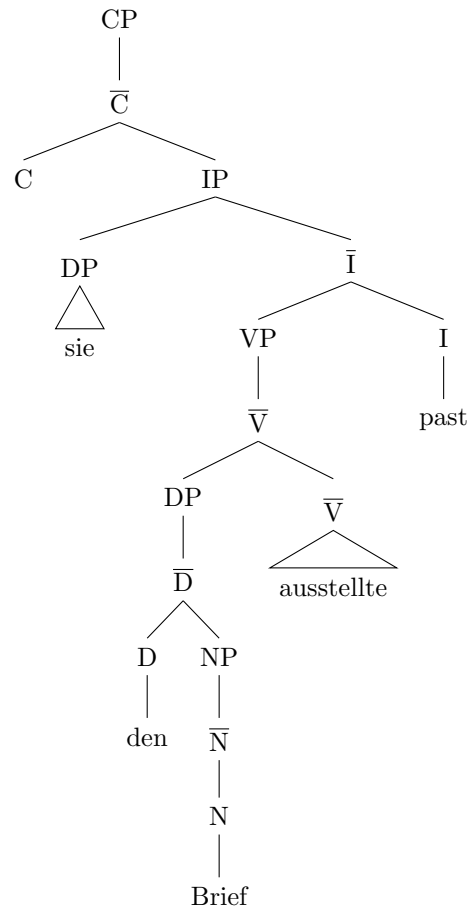 CP
C̅
C IP
DP I̅
sie VP I
V̅ past
DP V̅
D̅ ausstellte
D NP
den N̅
N
Brief